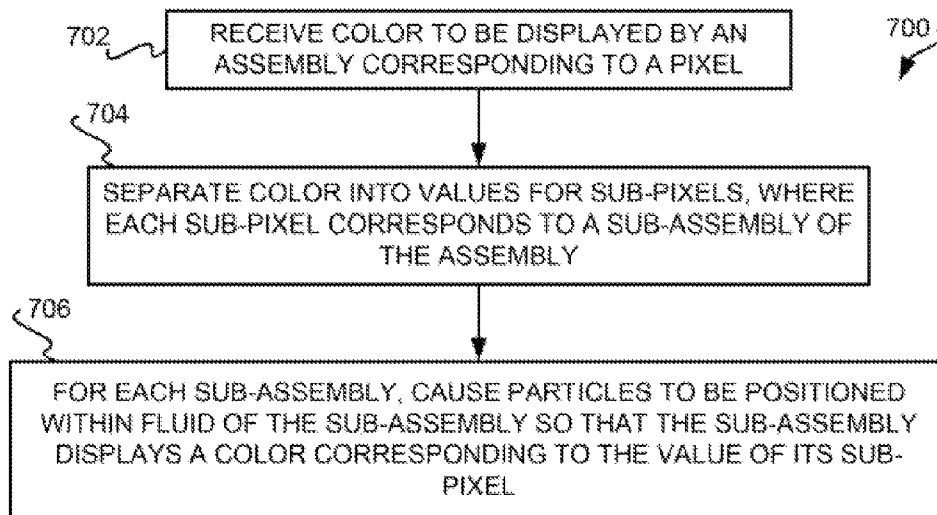 702
RECEIVE COLOR TO BE DISPLAYED BY AN
ASSEMBLY CORRESPONDING TO A PIXEL
700
704
SEPARATE COLOR INTO VALUES FOR SUB-PIXELS, WHERE
EACH SUB-PIXEL CORRESPONDS TO A SUB-ASSEMBLY OF
THE ASSEMBLY
706
FOR EACH SUB-ASSEMBLY, CAUSE PARTICLES TO BE POSITIONED
WITHIN FLUID OF THE SUB-ASSEMBLY SO THAT THE SUB-ASSEMBLY
DISPLAYS A COLOR CORRESPONDING TO THE VALUE OF ITS SUB-
PIXEL